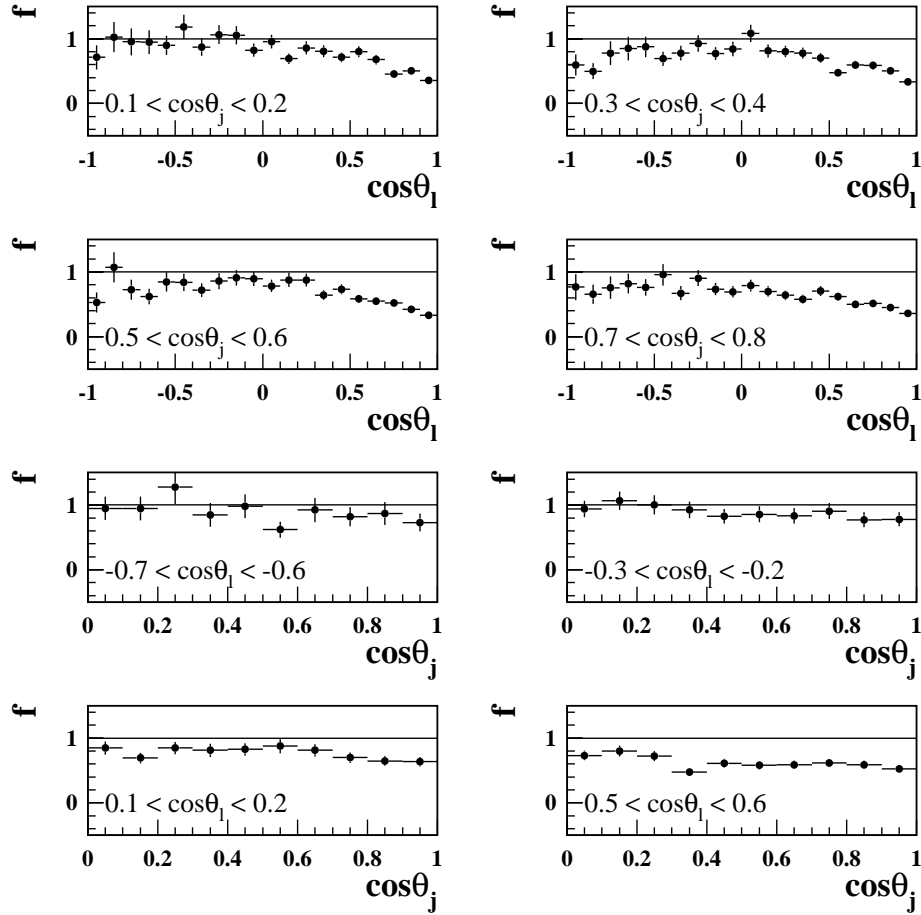 f
1
0
0.1 < cosθj < 0.2
-1 -0.5 0 0.5 1
cosθl
f
1
0
0.3 < cosθj < 0.4
-1 -0.5 0 0.5 1
cosθl
f
1
0
0.5 < cosθj < 0.6
-1 -0.5 0 0.5 1
cosθl
f
1
0
0.7 < cosθj < 0.8
-1 -0.5 0 0.5 1
cosθl
f
1
0
-0.7 < cosθl < -0.6
0 0.2 0.4 0.6 0.8 1
cosθj
f
1
0
-0.3 < cosθl < -0.2
0 0.2 0.4 0.6 0.8 1
cosθj
f
1
0
0.1 < cosθl < 0.2
0 0.2 0.4 0.6 0.8 1
cosθj
f
1
0
0.5 < cosθl < 0.6
0 0.2 0.4 0.6 0.8 1
cosθj